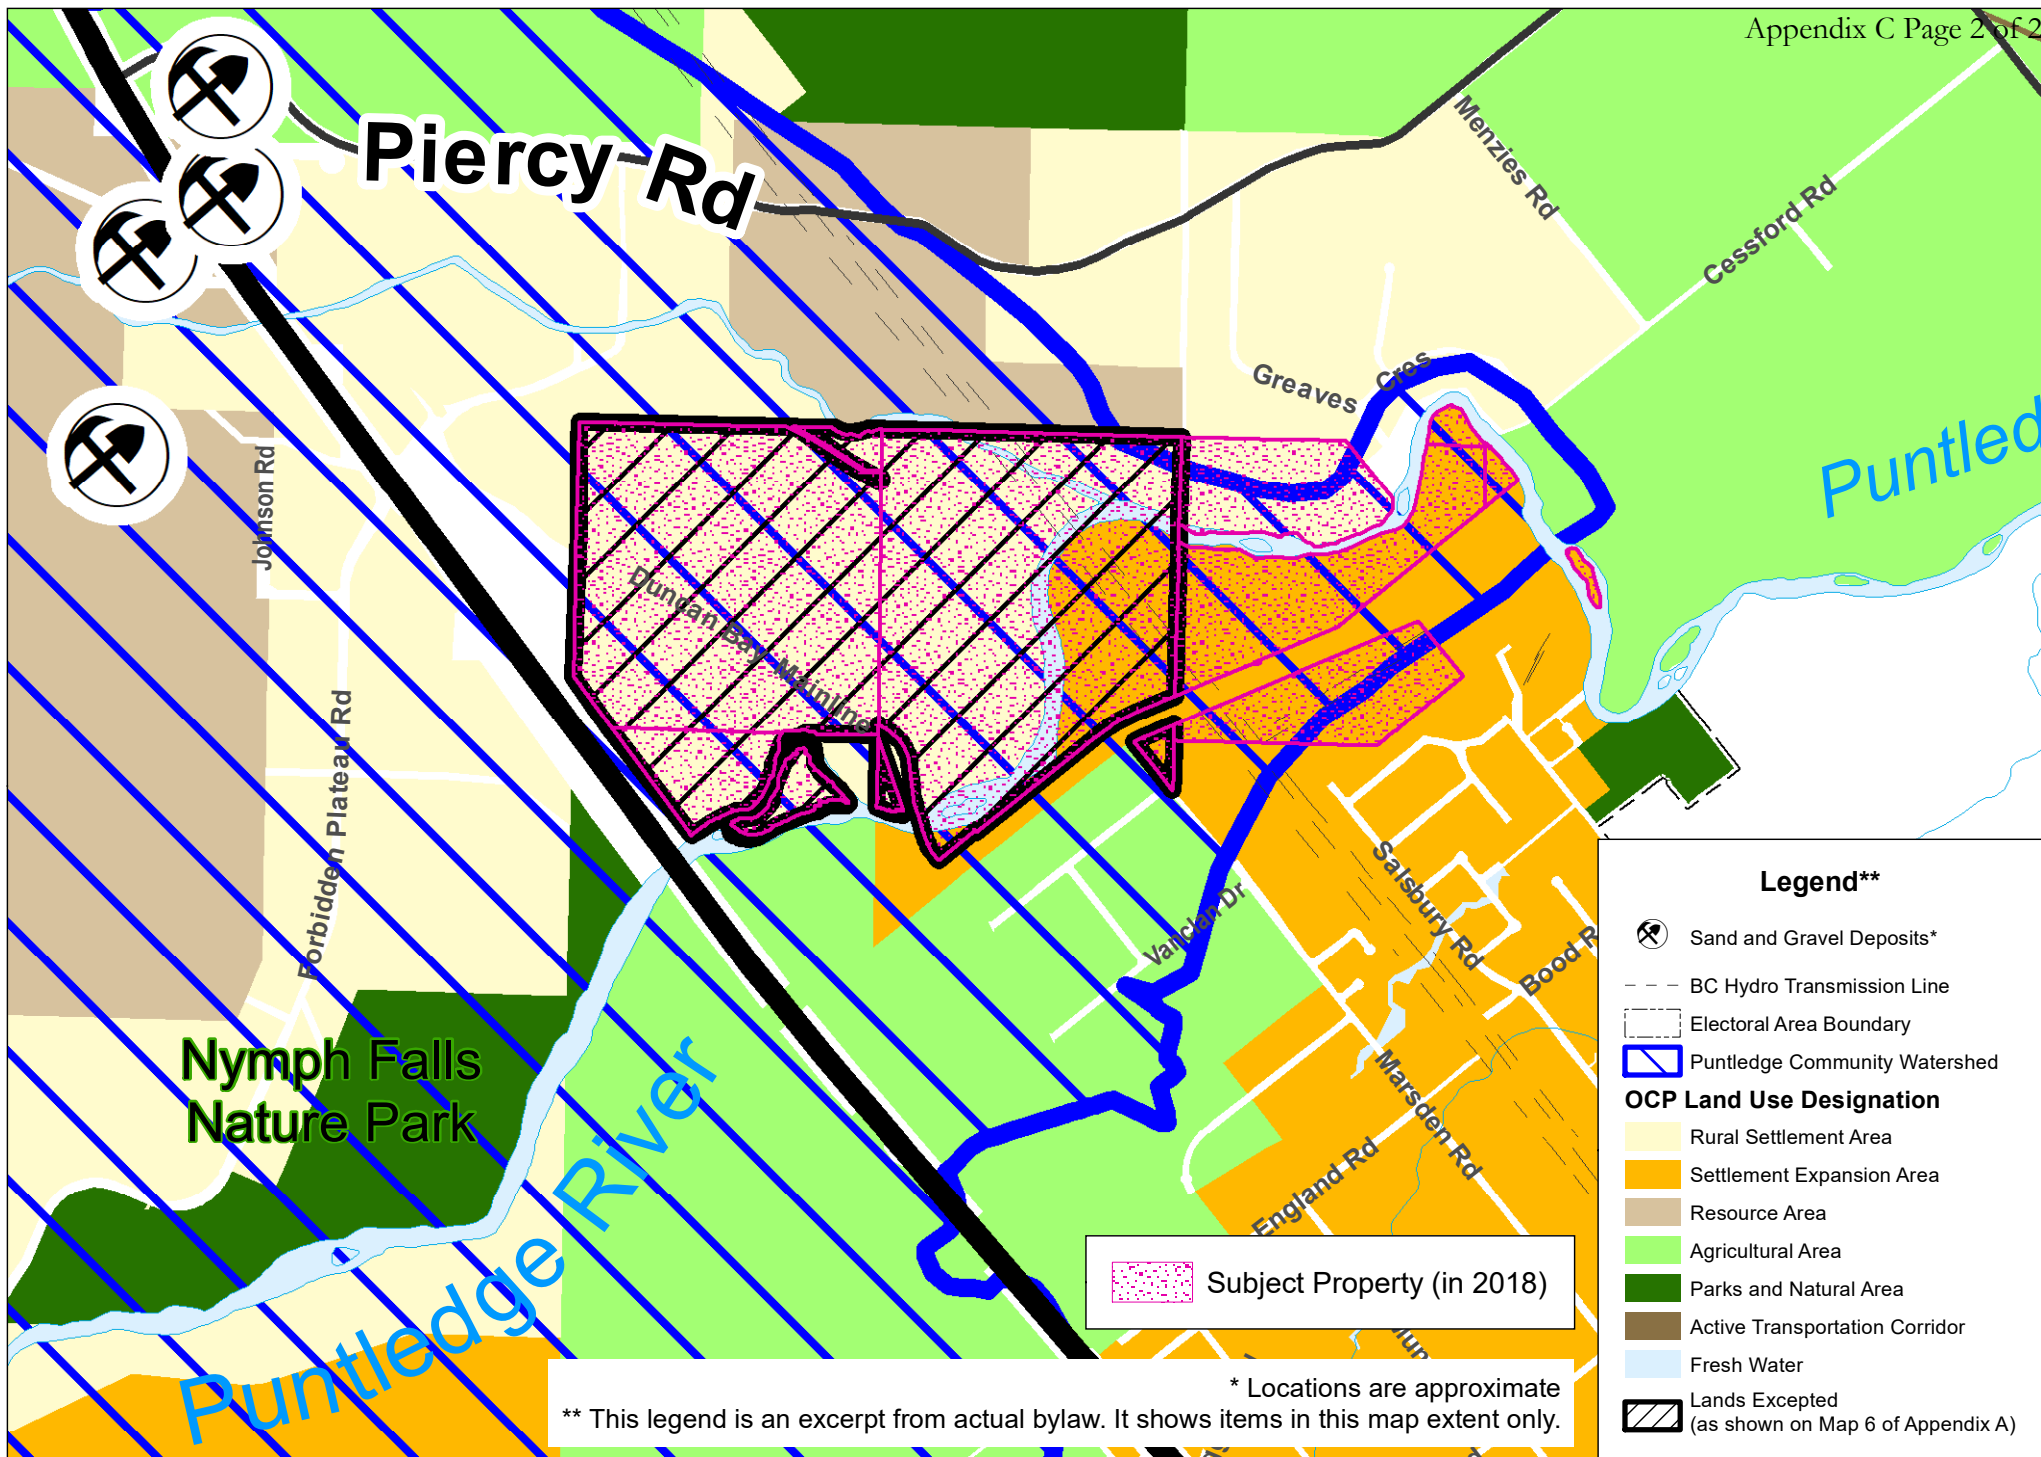 Appendix C Page 2 of 2
Piercy Rd
Menzies Rd
Cessford Rd
Greaves Cres
Puntled
Johnson Rd
Duncan Bay Mainline
Forbidden Plateau Rd
Salsbury Rd
Vanclan Dr
Bood R
Nymph Falls
Nature Park
Marsden Rd
England Rd
Puntledge River
Legend**
Sand and Gravel Deposits*
BC Hydro Transmission Line
Electoral Area Boundary
Puntledge Community Watershed
OCP Land Use Designation
Rural Settlement Area
Settlement Expansion Area
Resource Area
Agricultural Area
Parks and Natural Area
Active Transportation Corridor
Fresh Water
Lands Excepted
(as shown on Map 6 of Appendix A)
Subject Property (in 2018)
* Locations are approximate
** This legend is an excerpt from actual bylaw. It shows items in this map extent only.